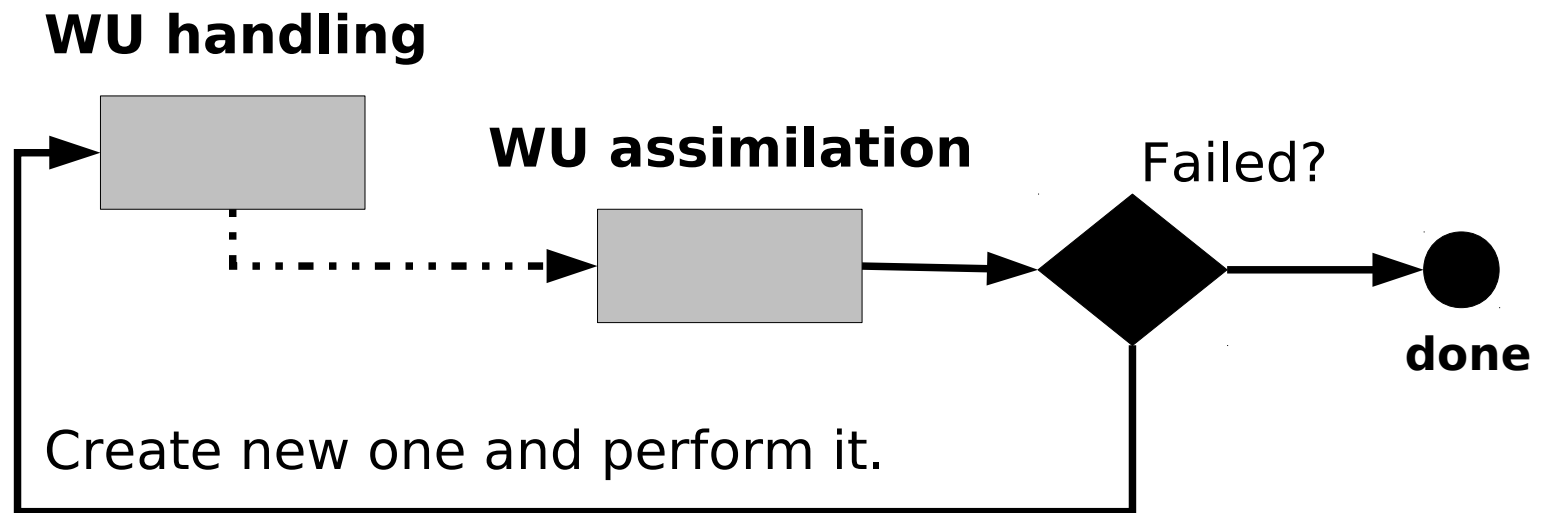 WU handling
WU assimilation
Failed?
done
Create new one and perform it.